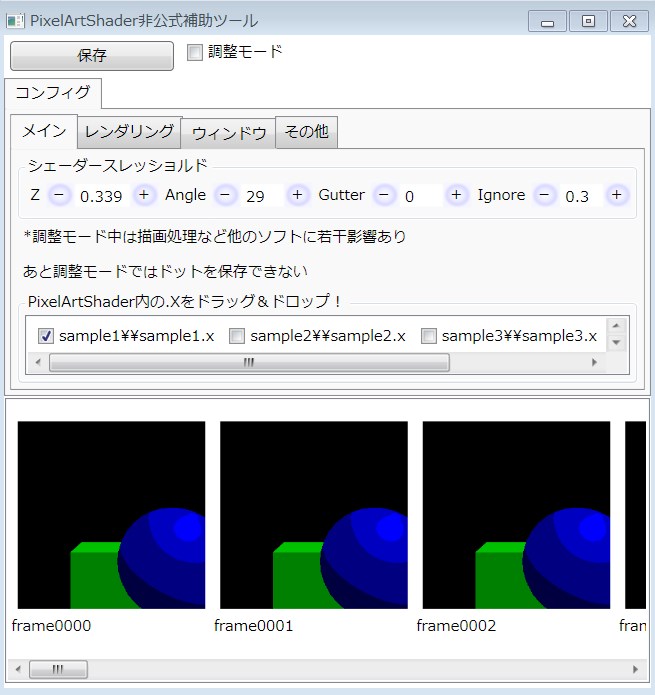 PixelArtShader非公式補助ツール
保存
調整モード
コンフィグ
メイン レンダリング ウィンドウ その他
シェーダースレッショルド
Z － 0.339 ＋ Angle － 29 ＋ Gutter － 0 ＋ Ignore － 0.3 ＋
*調整モード中は描画処理など他のソフトに若干影響あり
あと調整モードではドットを保存できない
PixelArtShader内の.Xをドラッグ＆ドロップ！
sample1¥¥sample1.x sample2¥¥sample2.x sample3¥¥sample3.x
frame0000 frame0001 frame0002 fran